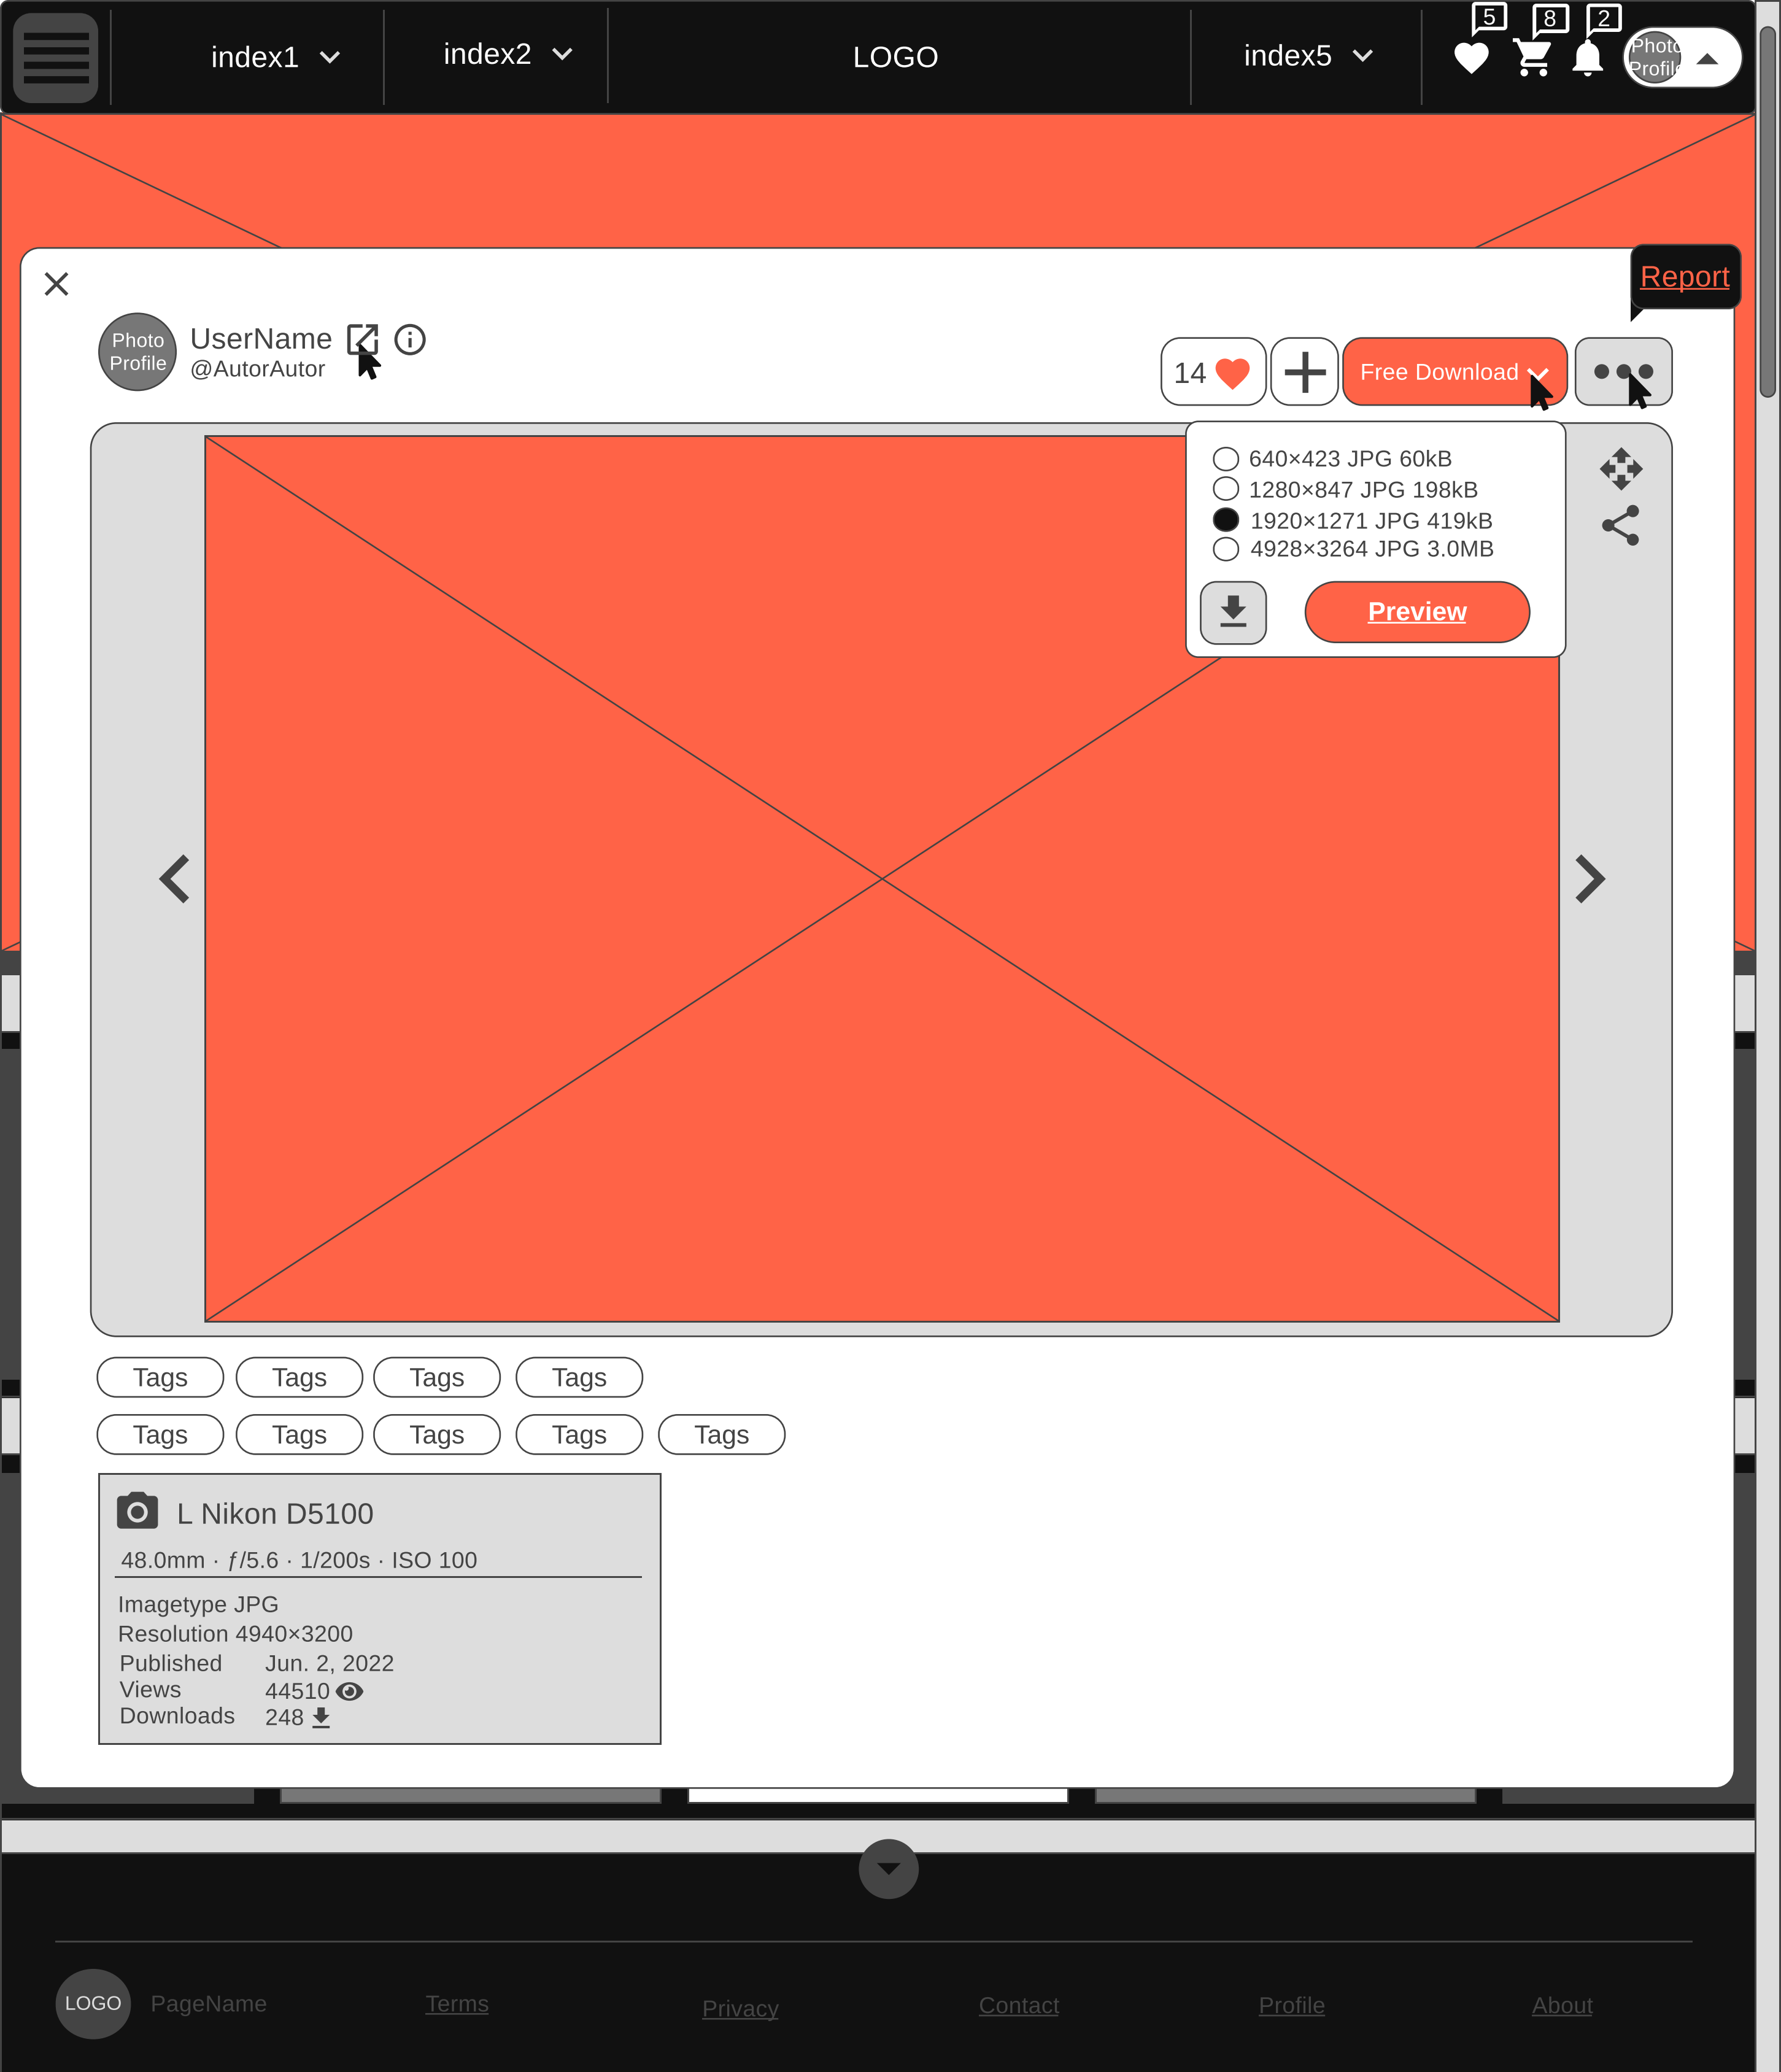 5
8
2
index1
index2
LOGO
index5
Photo
Profile
Report
Photo
Profile
UserName
@AutorAutor
14
Free Download
640×423 JPG 60kB
1280×847 JPG 198kB
1920×1271 JPG 419kB
4928×3264 JPG 3.0MB
Preview
Tags Tags Tags Tags
Tags Tags Tags Tags Tags
L Nikon D5100
48.0mm · ƒ/5.6 · 1/200s · ISO 100
Imagetype JPG
Resolution 4940×3200
Published Jun. 2, 2022
Views 44510
Downloads 248
LOGO PageName Terms Privacy Contact Profile About